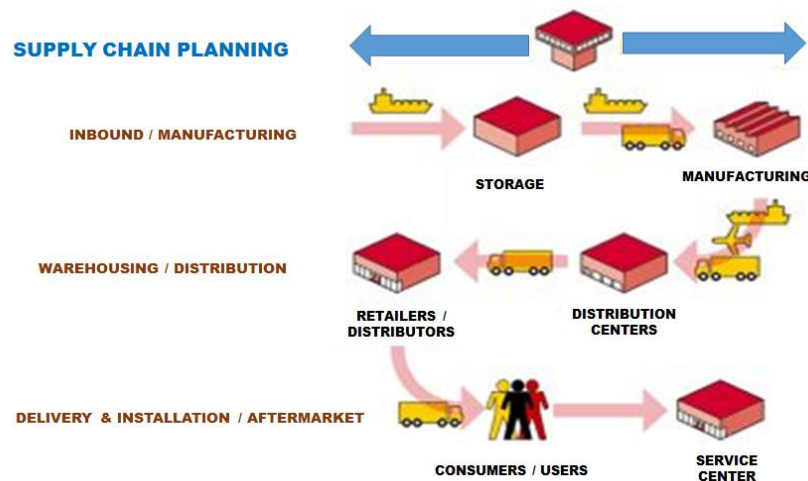 SUPPLY CHAIN PLANNING
INBOUND / MANUFACTURING
STORAGE
MANUFACTURING
WAREHOUSING / DISTRIBUTION
RETAILERS /
DISTRIBUTORS
DISTRIBUTION
CENTERS
DELIVERY & INSTALLATION / AFTERMARKET
CONSUMERS / USERS
SERVICE
CENTER